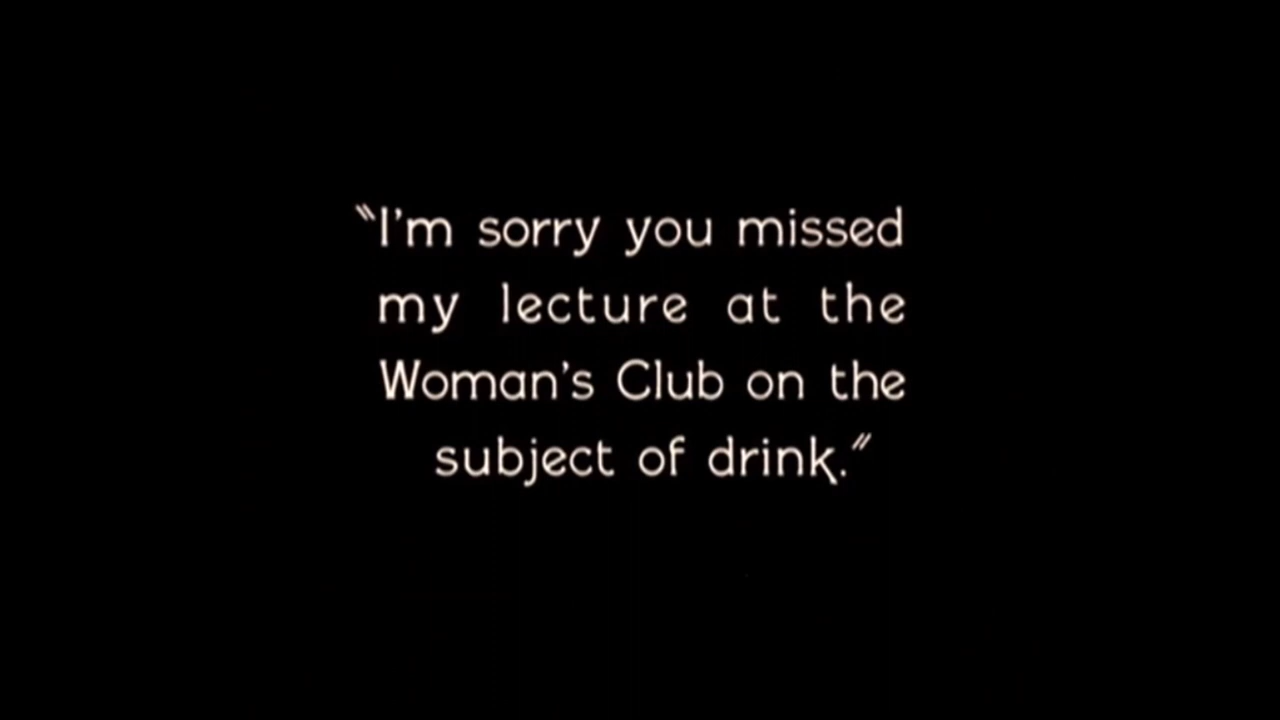 "I'm sorry you missed
my lecture at the
Woman's Club on the
subject of drink."